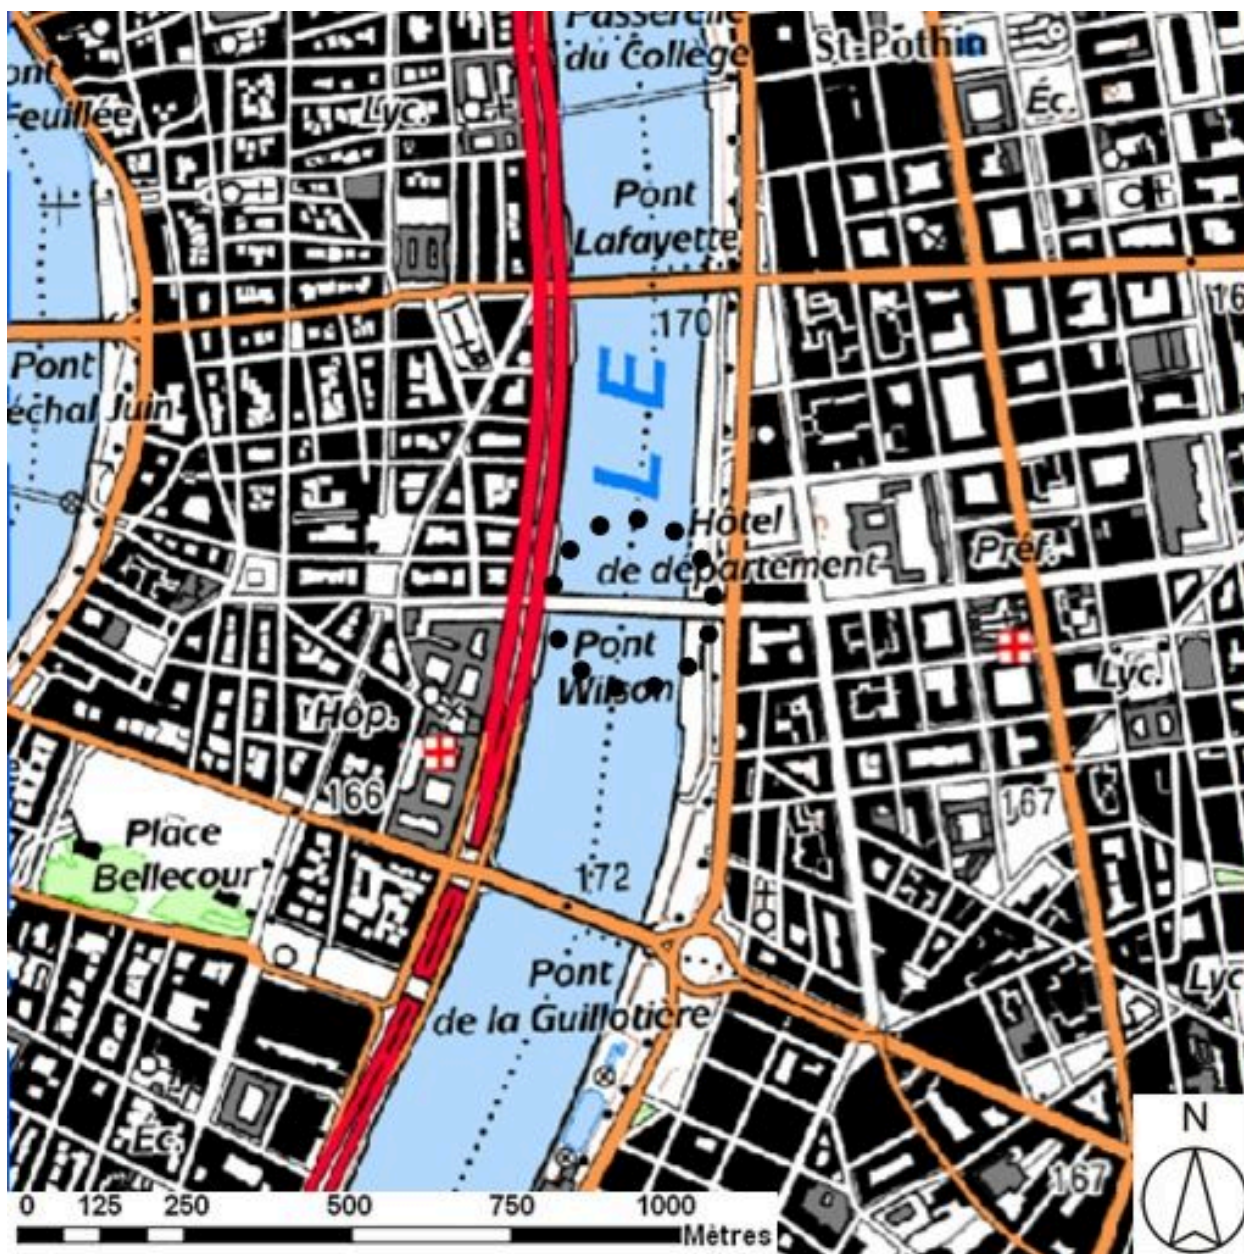 Passerelle
du Collège
St-Pothin
ont
Feuillée
Lyc.
Éc.
Pont
Lafayette
170
16
Pont
échal Juin
LE
Hôtel
de département
Préf.
Pont
Wilson
Lyc.
Hôp.
166
167
Place
Bellecour
172
Pont
de la Guillotière
Lyc
Éc.
167
N
0 125 250 500 750 1000
Mètres